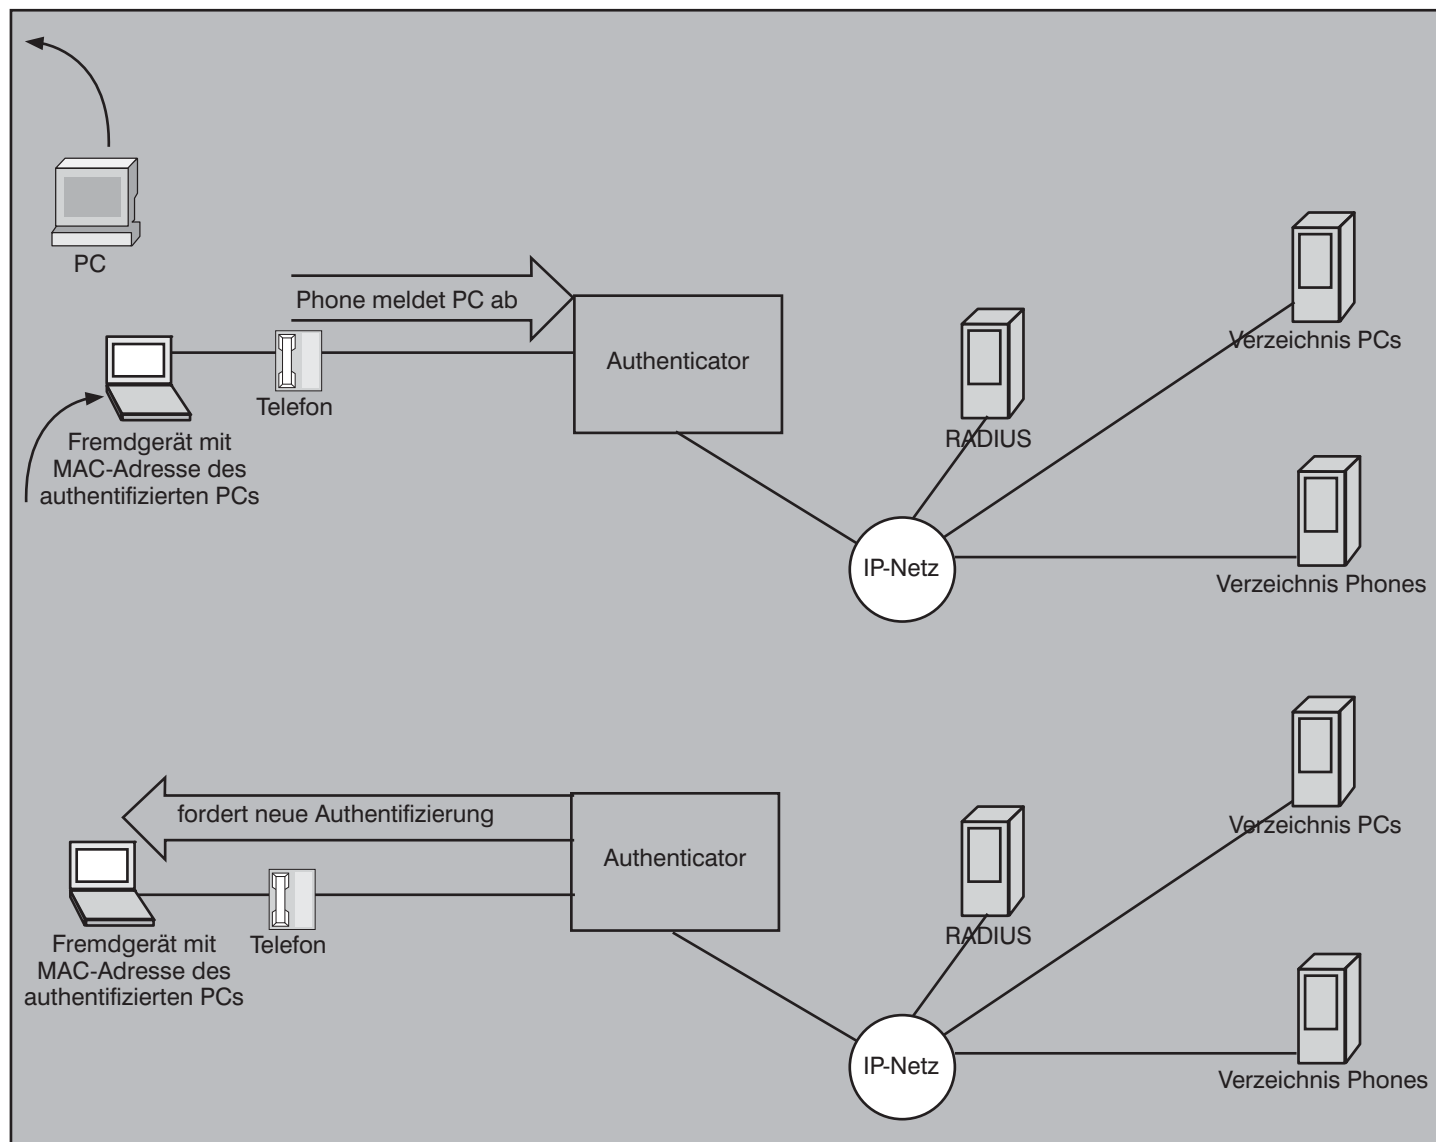 PC
Phone meldet PC ab
Authenticator
Verzeichnis PCs
Telefon
RADIUS
Fremdgerät mit
MAC-Adresse des
authentifizierten PCs
IP-Netz
Verzeichnis Phones
fordert neue Authentifizierung
Verzeichnis PCs
Authenticator
Telefon
RADIUS
Fremdgerät mit
MAC-Adresse des
authentifizierten PCs
IP-Netz
Verzeichnis Phones